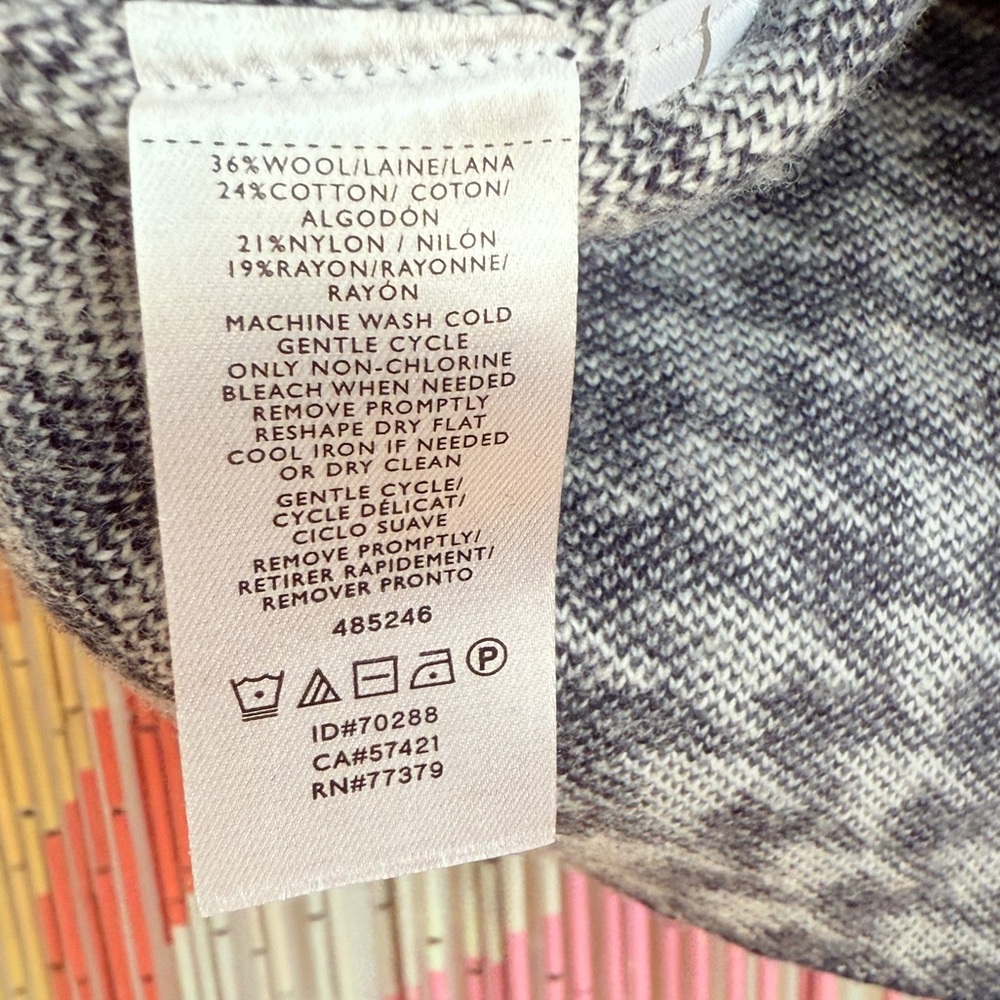 36%WOOL/LAINE/LANA
24%COTTON/ COTON/
ALGODÓN
21%NYLON / NILÓN
19%RAYON/RAYONNE/
RAYÓN
MACHINE WASH COLD
GENTLE CYCLE
ONLY NON-CHLORINE
BLEACH WHEN NEEDED
REMOVE PROMPTLY
RESHAPE DRY FLAT
COOL IRON IF NEEDED
OR DRY CLEAN
GENTLE CYCLE/
CYCLE DÉLICAT/
CICLO SUAVE
REMOVE PROMPTLY/
RETIRER RAPIDEMENT/
REMOVER PRONTO
485246
P
ID#70288
CA#57421
RN#77379